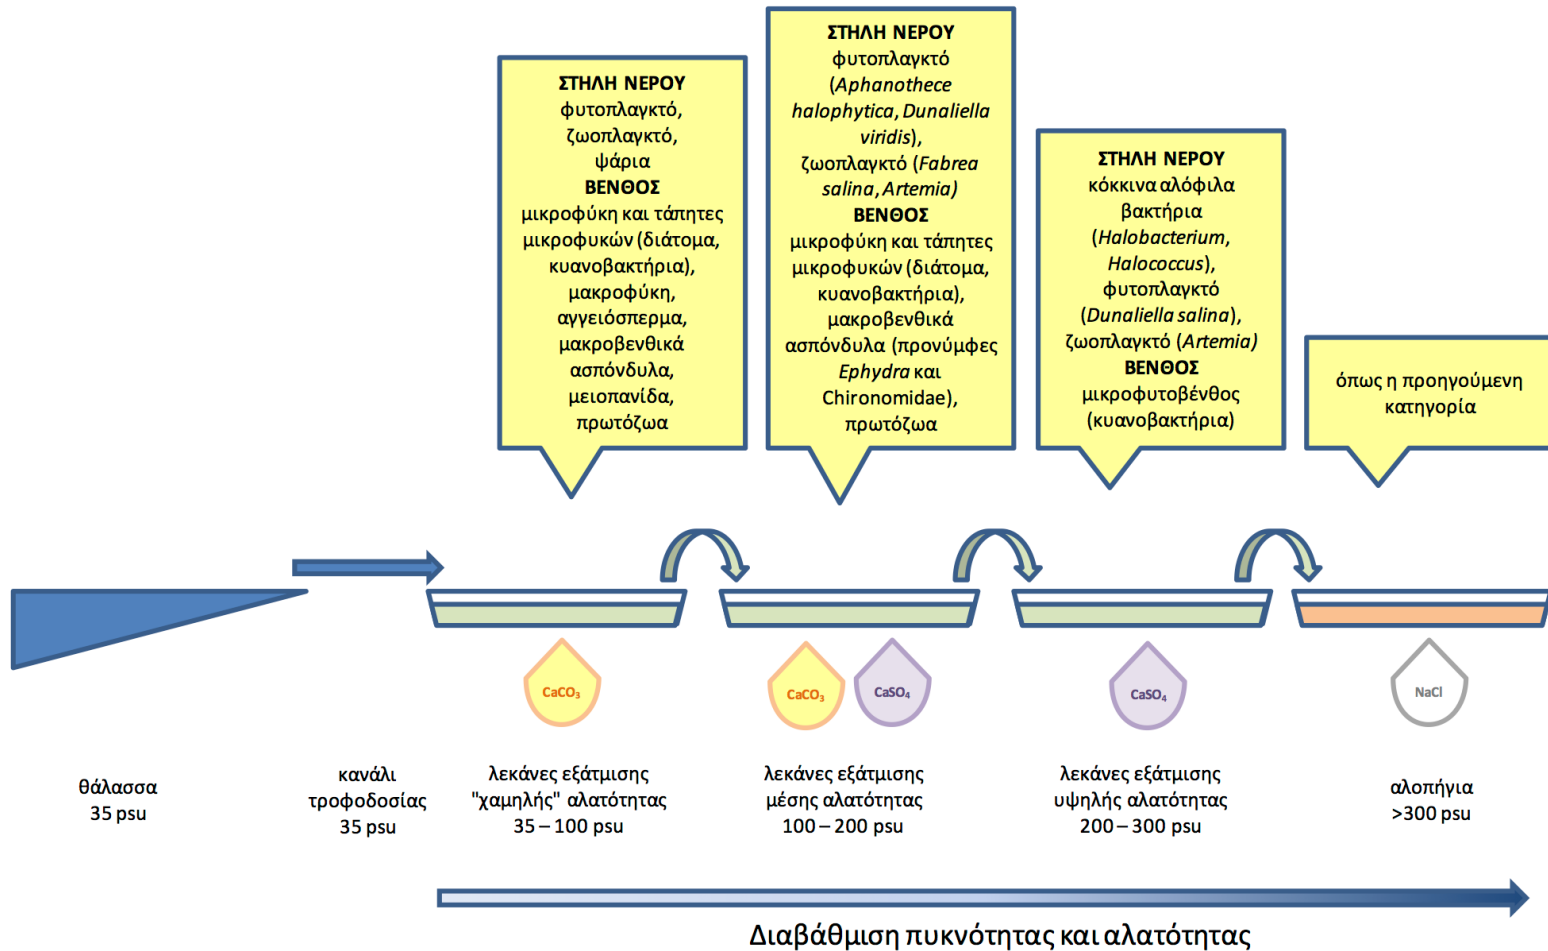 ΣΤΗΛΗ ΝΕΡΟΥ
φυτοπλαγκτό,
ζωοπλαγκτό,
ψάρια
ΒΕΝΘΟΣ
μικροφύκη και τάπητες
μικροφυκών (διάτομα,
κυανοβακτήρια),
μακροφύκη,
αγγειόσπερμα,
μακροβενθικά
ασπόνδυλα,
μειοπανίδα,
πρωτόζωα
ΣΤΗΛΗ ΝΕΡΟΥ
φυτοπλαγκτό
(Aphanothece
halophytica, Dunaliella
viridis),
ζωοπλαγκτό (Fabrea
salina, Artemia)
ΒΕΝΘΟΣ
μικροφύκη και τάπητες
μικροφυκών (διάτομα,
κυανοβακτήρια),
μακροβενθικά
ασπόνδυλα (προνύμφες
Ephydra και
Chironomidae),
πρωτόζωα
ΣΤΗΛΗ ΝΕΡΟΥ
κόκκινα αλόφιλα
βακτήρια
(Halobacterium,
Halococcus),
φυτοπλαγκτό
(Dunaliella salina),
ζωοπλαγκτό (Artemia)
ΒΕΝΘΟΣ
μικροφυτοβένθος
(κυανοβακτήρια)
όπως η προηγούμενη
κατηγορία
CaCO₃
CaCO₃
CaSO₄
CaSO₄
NaCl
θάλασσα
35 psu
κανάλι
τροφοδοσίας
35 psu
λεκάνες εξάτμισης
"χαμηλής" αλατότητας
35 – 100 psu
λεκάνες εξάτμισης
μέσης αλατότητας
100 – 200 psu
λεκάνες εξάτμισης
υψηλής αλατότητας
200 – 300 psu
αλοπήγια
>300 psu
Διαβάθμιση πυκνότητας και αλατότητας